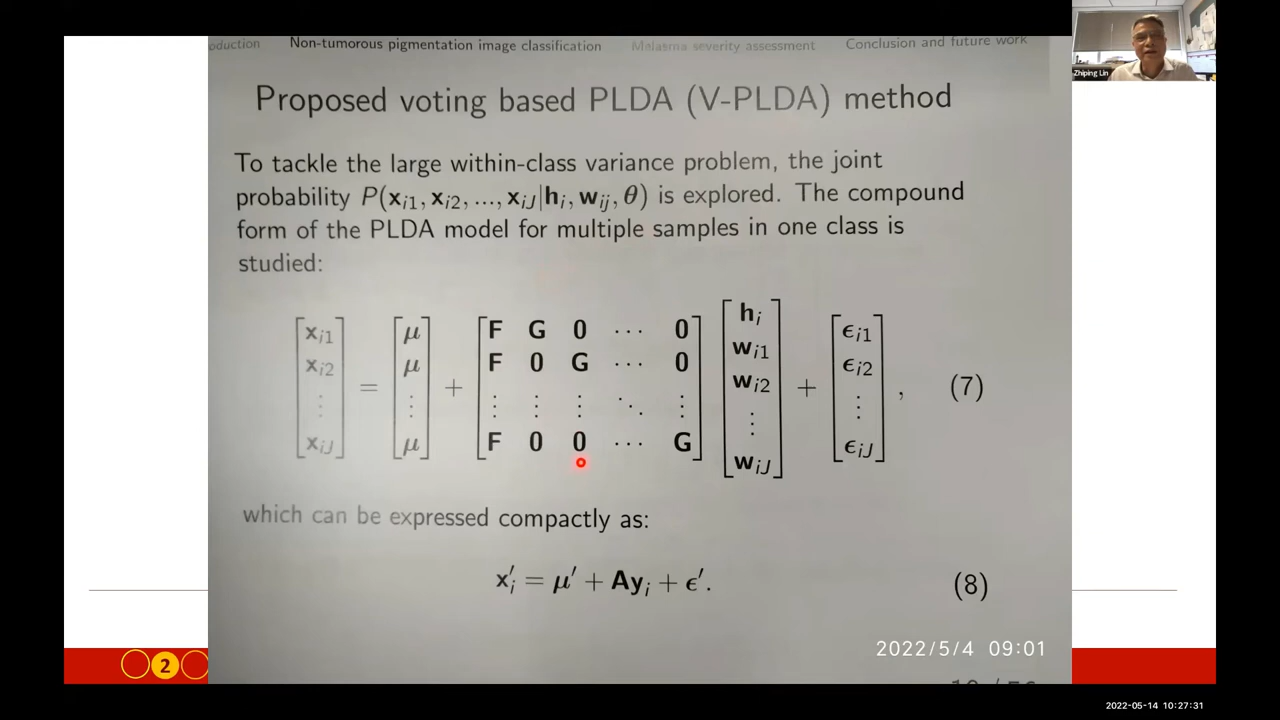 oduction Non-tumorous pigmentation image classification Malasma severity assessment Conclusion and future work
Zhiping Lin
Proposed voting based PLDA (V-PLDA) method
To tackle the large within-class variance problem, the joint
probability P(x_{i1}, x_{i2}, ..., x_{iJ}|h_i, w_{ij}, θ) is explored. The compound
form of the PLDA model for multiple samples in one class is
studied:
[x_{i1} x_{i2} ⋮ x_{iJ}] = [μ μ ⋮ μ] + [F G 0 ⋯ 0 F 0 G ⋯ 0 ⋮ ⋮ ⋮ ⋱ ⋮ F 0 0 ⋯ G] [h_i w_{i1} w_{i2} ⋮ w_{iJ}] + [ϵ_{i1} ϵ_{i2} ⋮ ϵ_{iJ}], (7)
which can be expressed compactly as:
x′_i = μ′ + Ay_i + ϵ′. (8)
2022/5/4 09:01
2
2022-05-14 10:27:31